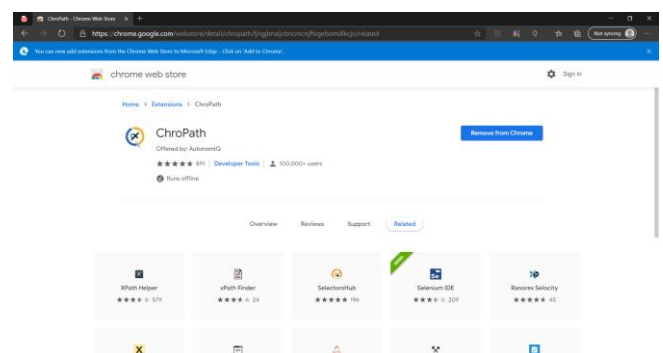 ChroPath - Chrome Web Store
https://chrome.google.com/webstore/detail/chropath/ljngjbnaijcbncmcnjfhigebomdlkcjo/related
Not syncing
You can now add extensions from the Chrome Web Store to Microsoft Edge - Click on 'Add to Chrome'.
chrome web store
Sign in
Home > Extensions > ChroPath
ChroPath
Remove from Chrome
Offered by: AutonomIQ
891 | Developer Tools | 100,000+ users
Runs offline
Overview Reviews Support Related
XPath Helper xPath Finder SelectorsHub Selenium IDE Ranorex Selocity
579 24 196 209 45